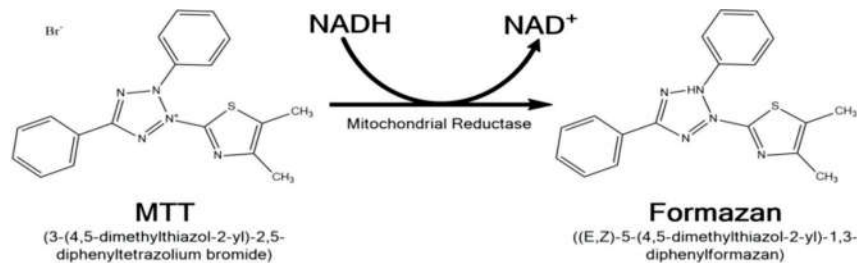 Br-
NADH NAD+
N N
N N+
S
N
CH3
CH3
Mitochondrial Reductase
N HN
N N
S
N
CH3
CH3
MTT
(3-(4,5-dimethylthiazol-2-yl)-2,5-
diphenyltetrazolium bromide)
Formazan
((E,Z)-5-(4,5-dimethylthiazol-2-yl)-1,3-
diphenylformazan)